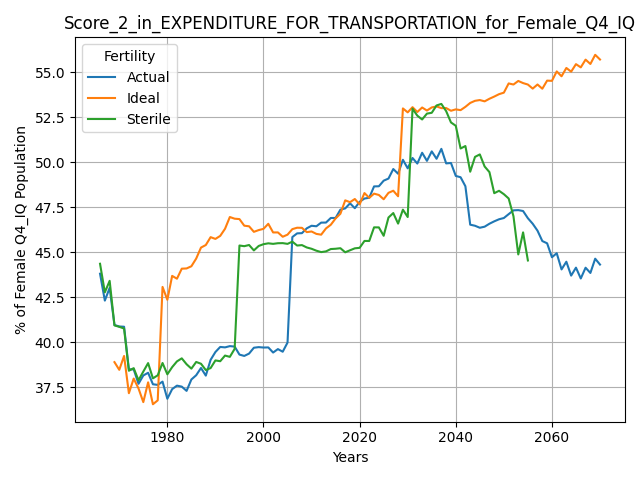 Score_2_in_EXPENDITURE_FOR_TRANSPORTATION_for_Female_Q4_IQ
Fertility
Actual
Ideal
Sterile
% of Female Q4_IQ Population
55.0
52.5
50.0
47.5
45.0
42.5
40.0
37.5
1980
2000
2020
2040
2060
Years